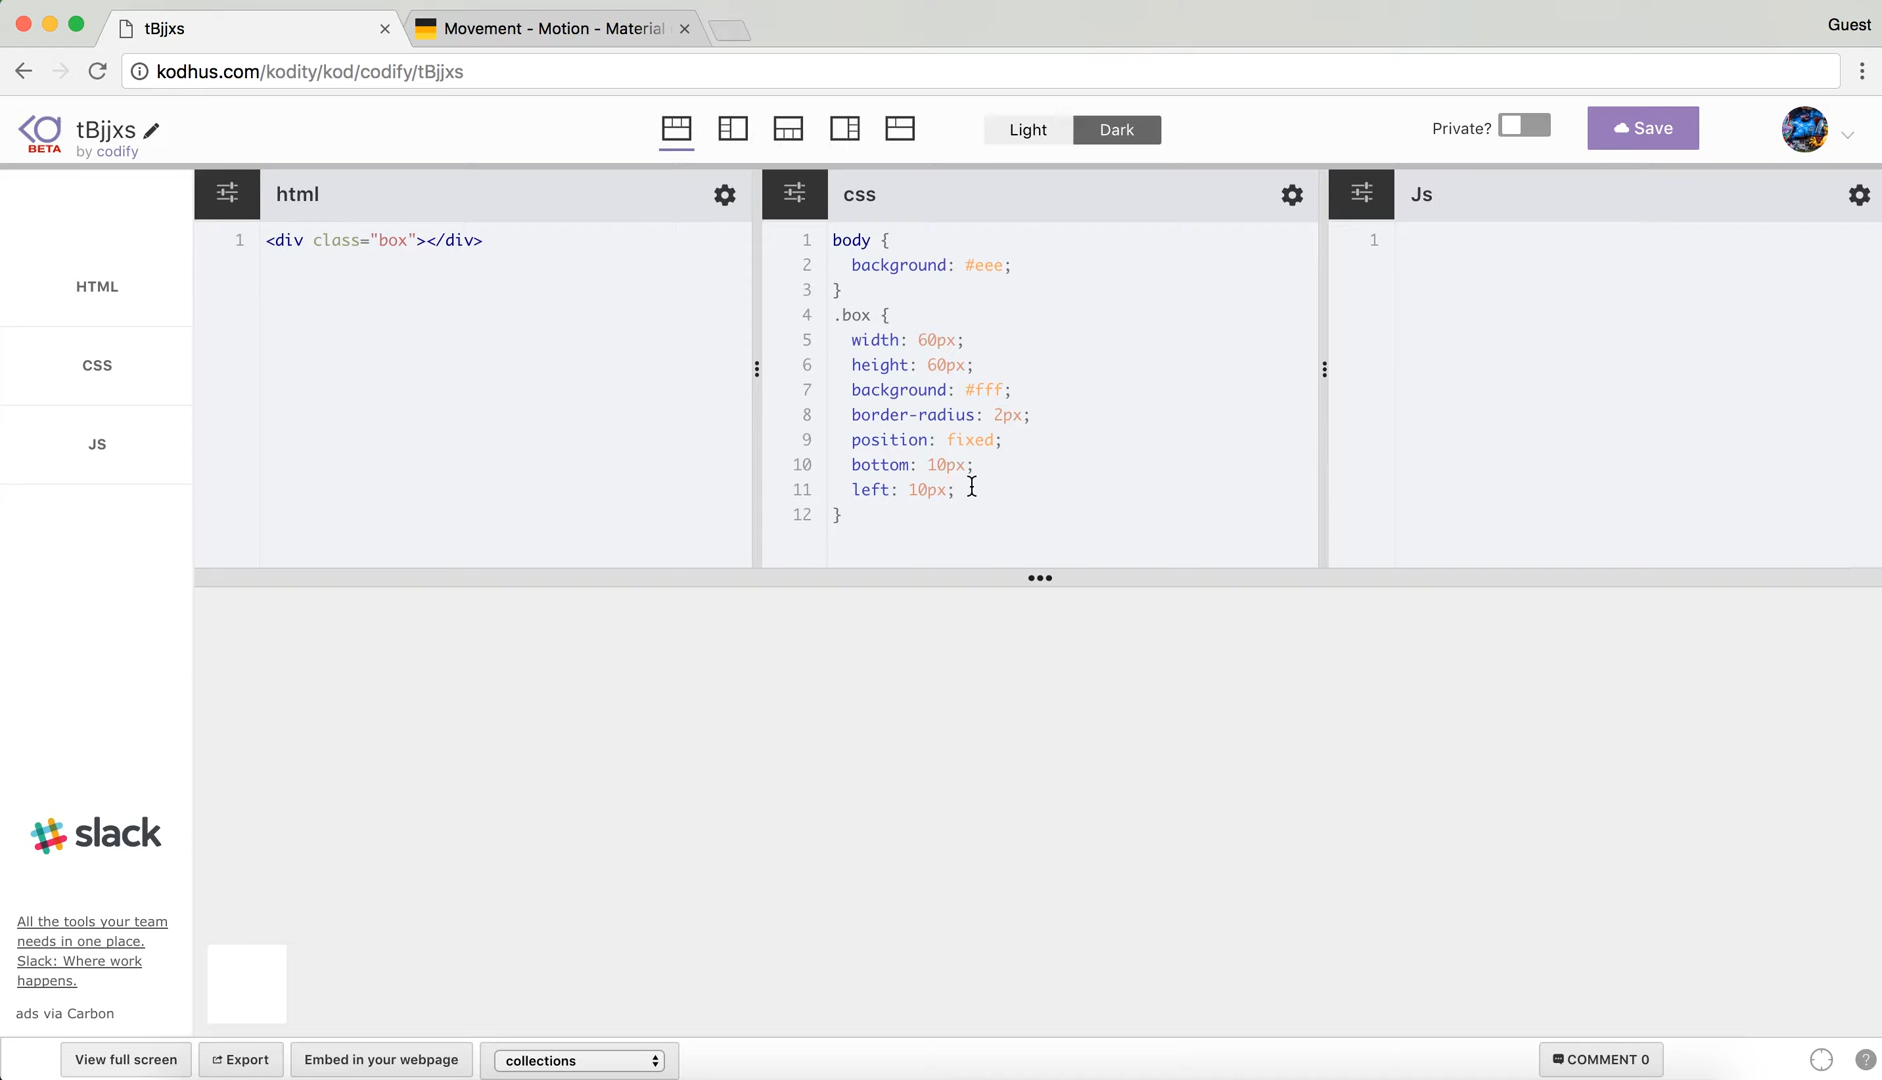 tBjjxs
Movement - Motion - Material
Guest
kodhus.com/kodity/kod/codify/tBjjxs
BETA
tBjjxs
by codify
Light
Dark
Private?
Save
HTML
CSS
JS
html
1 <div class="box"></div>
css
1 body {
2 background: #eee;
3 }
4 .box {
5 width: 60px;
6 height: 60px;
7 background: #fff;
8 border-radius: 2px;
9 position: fixed;
10 bottom: 10px;
11 left: 10px;
12 }
Js
1
slack
All the tools your team
needs in one place.
Slack: Where work
happens.
ads via Carbon
View full screen
Export
Embed in your webpage
collections
COMMENT 0
?